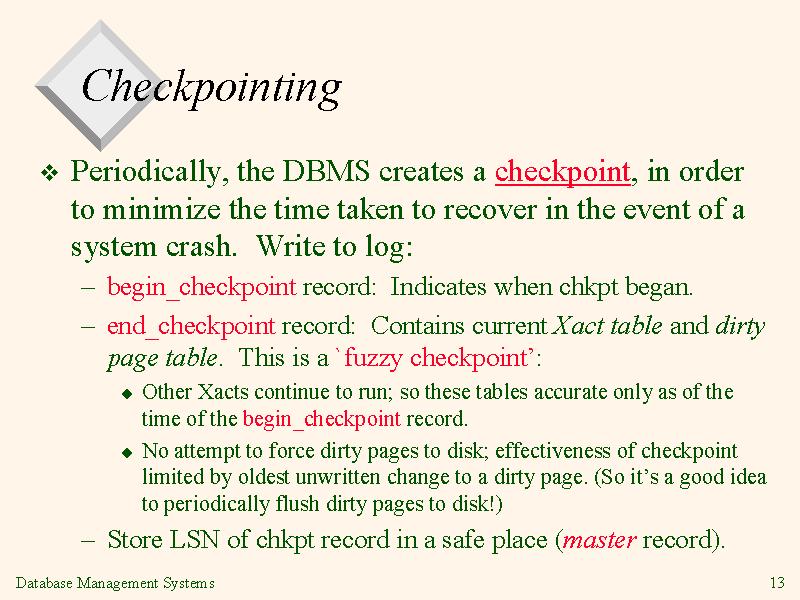 Checkpointing
❖ Periodically, the DBMS creates a checkpoint, in order
to minimize the time taken to recover in the event of a
system crash.  Write to log:
– begin_checkpoint record:  Indicates when chkpt began.
– end_checkpoint record:  Contains current Xact table and dirty
page table.  This is a `fuzzy checkpoint’:
◆ Other Xacts continue to run; so these tables accurate only as of the
time of the begin_checkpoint record.
◆ No attempt to force dirty pages to disk; effectiveness of checkpoint
limited by oldest unwritten change to a dirty page. (So it’s a good idea
to periodically flush dirty pages to disk!)
– Store LSN of chkpt record in a safe place (master record).
Database Management Systems
13